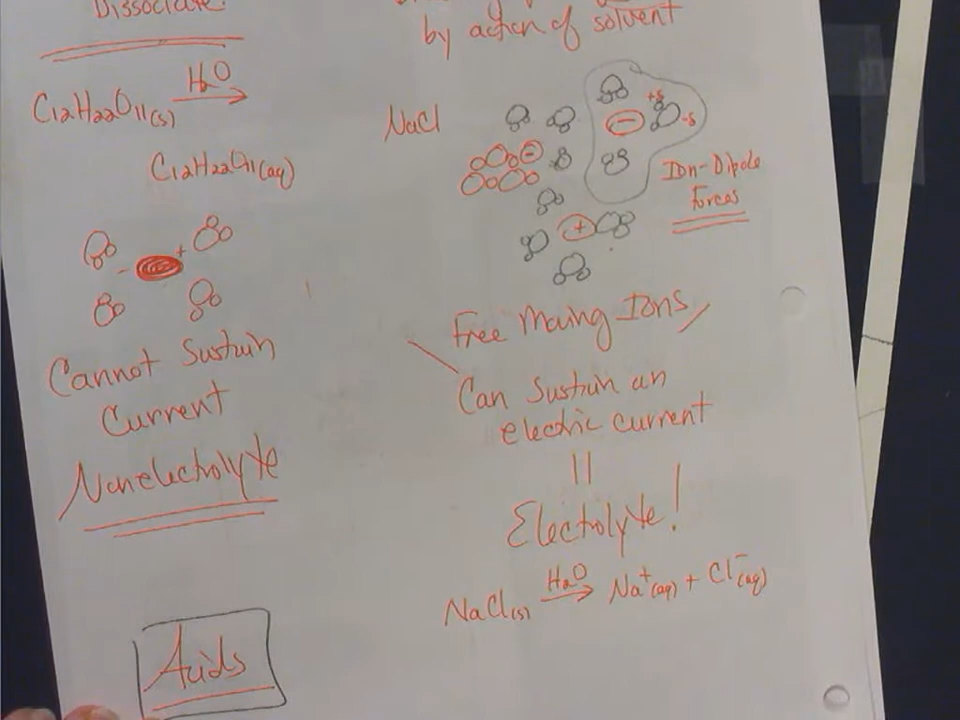 Dissociate.
by action of solvent
C12H22O11(s) H2O →
C12H22O11(aq)
Cannot Sustain
Current
Nonelectrolyte
Acids
NaCl
+δ
-δ
−
−
+
- +
Ion-Dipole
Forces
Free Moving Ions
Can Sustain an
electric current
Electrolyte!
NaCl(s) H2O → Na+(aq) + Cl-(aq)